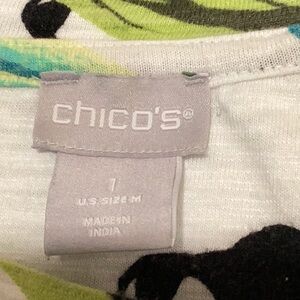 chico's®
1
U.S. SIZE-M
MADE IN
INDIA